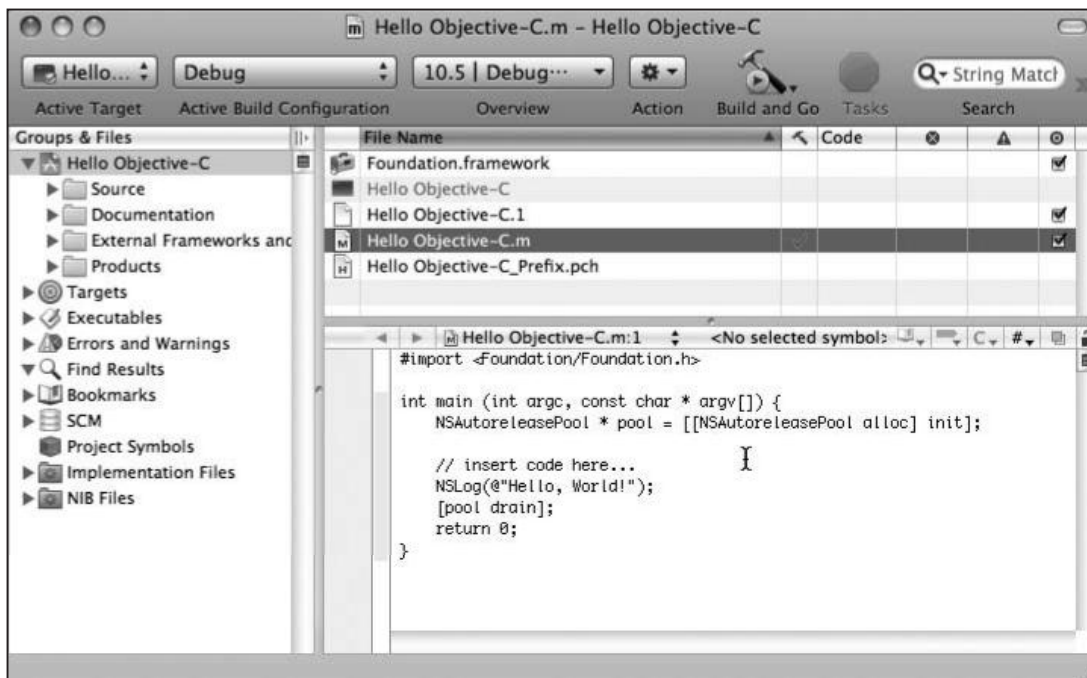 Hello Objective-C.m – Hello Objective-C
Hello... Debug 10.5 | Debug... String Matc
Active Target Active Build Configuration Overview Action Build and Go Tasks Search
Groups & Files
File Name Code
Hello Objective-C
Source
Documentation
External Frameworks and
Products
Targets
Executables
Errors and Warnings
Find Results
Bookmarks
SCM
Project Symbols
Implementation Files
NIB Files
Foundation.framework
Hello Objective-C
Hello Objective-C.1
Hello Objective-C.m
Hello Objective-C_Prefix.pch
Hello Objective-C.m:1 <No selected symbol> C #
#import <Foundation/Foundation.h>
int main (int argc, const char * argv[]) {
NSAutoreleasePool * pool = [[NSAutoreleasePool alloc] init];
// insert code here...
NSLog(@"Hello, World!");
[pool drain];
return 0;
}